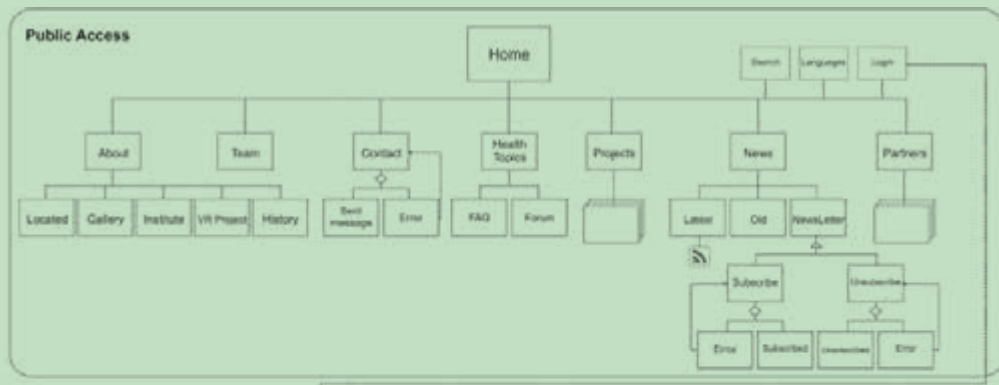 Public Access
Home
Search
Languages
Login
About
Team
Contact
Health
Topics
Projects
News
Partners
Located
Gallery
Institute
VR Project
History
Sent
message
Error
FAQ
Forum
Latest
Old
NewsLetter
Subscribe
Unsubscribe
Error
Subscribed
Unsubscribed
Error